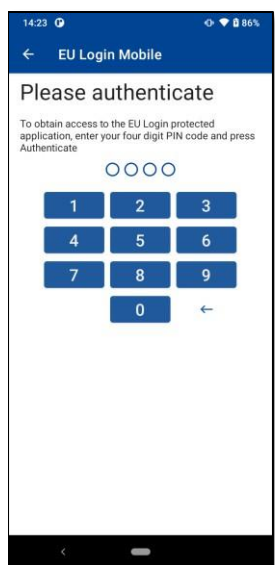 14:23 86%
EU Login Mobile
Please authenticate
To obtain access to the EU Login protected
application, enter your four digit PIN code and press
Authenticate
1 2 3
4 5 6
7 8 9
0